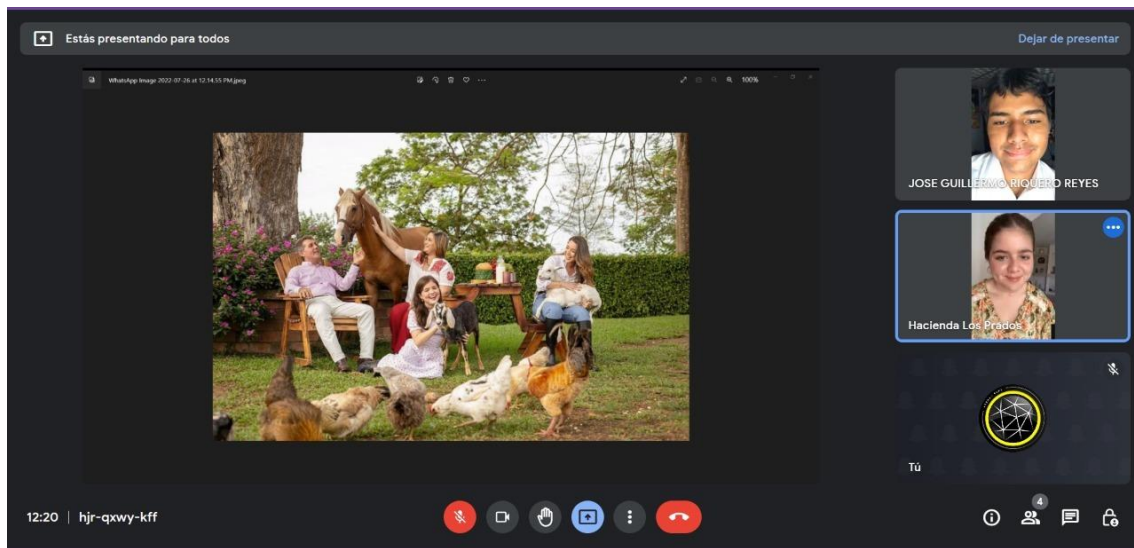 Estás presentando para todos
Dejar de presentar
WhatsApp Image 2022-07-26 at 12.14.55 PM.jpeg
100%
JOSE GUILLERMO RIQUERO REYES
Hacienda Los Prados
Tú
12:20 | hjr-qxwy-kff
4